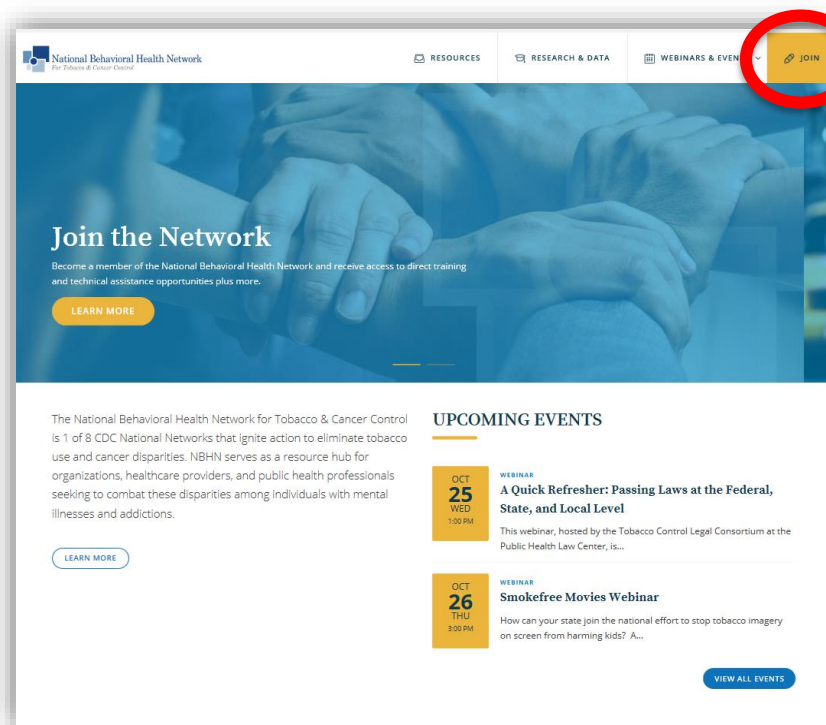 National Behavioral Health Network
For Tobacco & Cancer Control
RESOURCES
RESEARCH & DATA
WEBINARS & EVEN
JOIN
Join the Network
Become a member of the National Behavioral Health Network and receive access to direct training
and technical assistance opportunities plus more.
LEARN MORE
The National Behavioral Health Network for Tobacco & Cancer Control
is 1 of 8 CDC National Networks that ignite action to eliminate tobacco
use and cancer disparities. NBHN serves as a resource hub for
organizations, healthcare providers, and public health professionals
seeking to combat these disparities among individuals with mental
illnesses and addictions.
LEARN MORE
UPCOMING EVENTS
OCT
25
WED
1:00 PM
WEBINAR
A Quick Refresher: Passing Laws at the Federal,
State, and Local Level
This webinar, hosted by the Tobacco Control Legal Consortium at the
Public Health Law Center, is...
OCT
26
THU
3:00 PM
WEBINAR
Smokefree Movies Webinar
How can your state join the national effort to stop tobacco imagery
on screen from harming kids? A...
VIEW ALL EVENTS